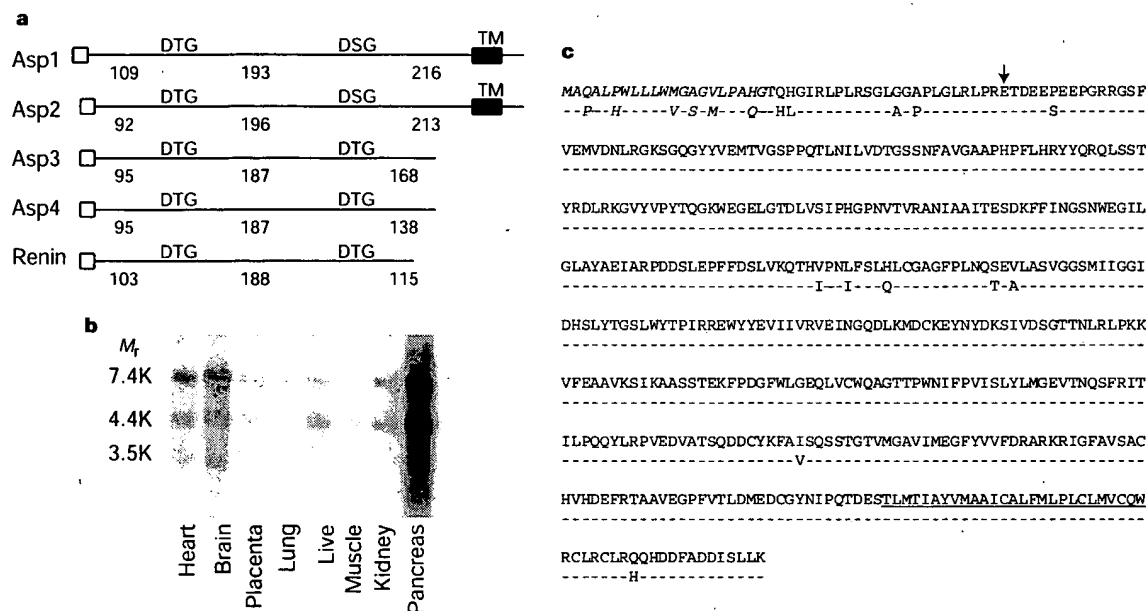 a
Asp1 DTG DSG TM
109 193 216
Asp2 DTG DSG TM
92 196 213
Asp3 DTG DTG
95 187 168
Asp4 DTG DTG
95 187 138
Renin DTG DTG
103 188 115
b
Mr
7.4K
4.4K
3.5K
Heart
Brain
Placenta
Lung
Live
Muscle
Kidney
Pancreas
c
MAQALPWLLLWMGAGVLPAHGTQHGIRLPLRSGLGGAPLGLRLPRETDEEPEEPGRRGSF
--P-H-----V-S-M---Q--HL---------A-P-------------S-----------
VEMVDNLRGKSGQGYYVEMTVGSPPQTLNILVDTGSSNFAVGAAPHPFLHRYYQRQLSST
------------------------------------------------------------
YRDLRKGVYVPYTQGKWEGELGTDLVSIPHGPNVTVRANIAAITESDKFFINGSNWEGIL
------------------------------------------------------------
GLAYAEIARPDDSLEPFFDSLVKQTHVPNLFSLHLCGAGFPLNQSEVLASVGGSMIIGGI
--------------------------I--I---Q----------T-A-------------
DHSLYTGSLWYTPIRREWYYEVIIVRVEINGQDLKMDCKEYNYDKSIVDSGTTNLRLPKK
------------------------------------------------------------
VFEAAVKSIKAASSTEKFPDGFWLGEQLVCWQAGTTPWNIFPVISLYLMGEVTNQSFRIT
------------------------------------------------------------
ILPQQYLRPVEDVATSQDDCYKFAISQSSTGTVMGAVIMEGFYVVFDRARKRIGFAVSAC
------------------------V-----------------------------------
HVHDEFRTAAVEGPFVTLDMEDCGYNIPQTDESTLMTIAYVMAAICALFMLPLCLMVCQW
------------------------------------------------------------
RCLRCLRQQHDDFADDISLLK
-------H-------------